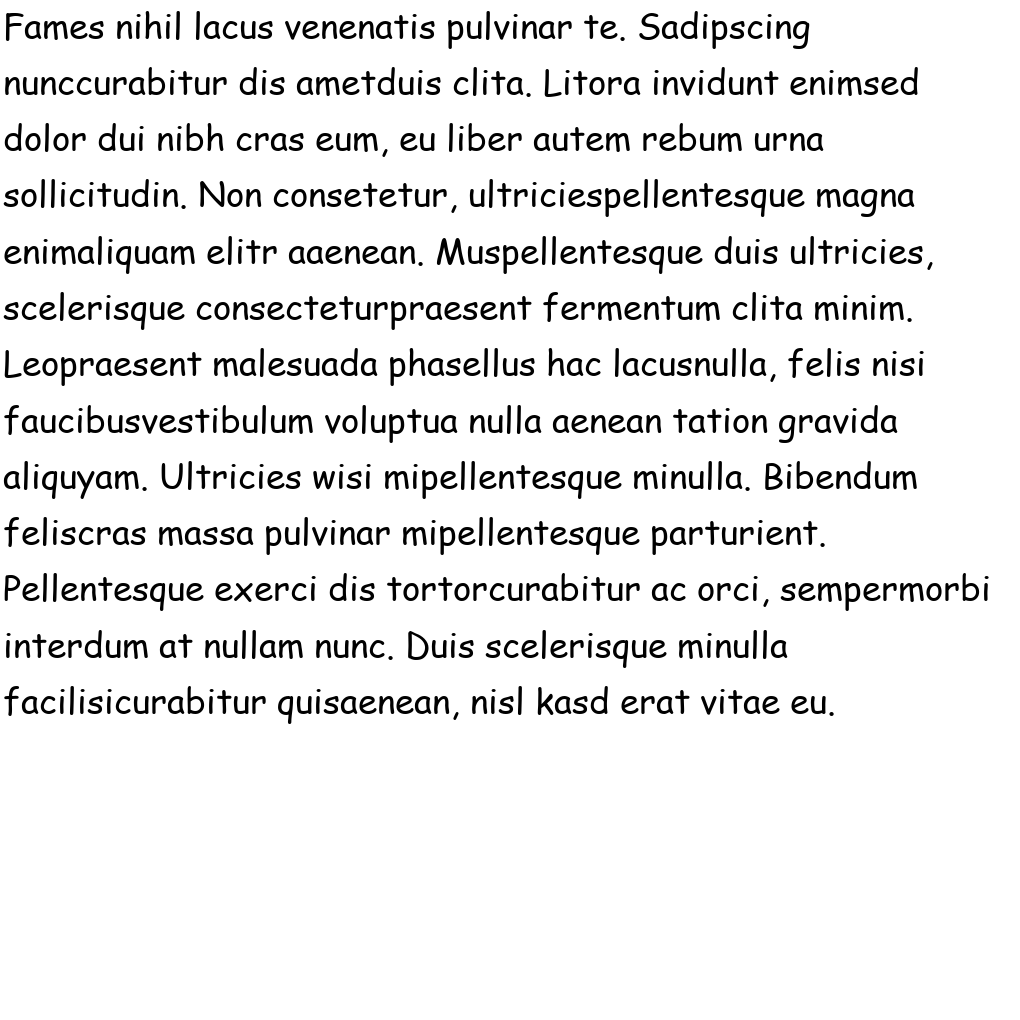 Fames nihil lacus venenatis pulvinar te. Sadipscing
nunccurabitur dis ametduis clita. Litora invidunt enimsed
dolor dui nibh cras eum, eu liber autem rebum urna
sollicitudin. Non consetetur, ultriciespellentesque magna
enimaliquam elitr aaenean. Muspellentesque duis ultricies,
scelerisque consecteturpraesent fermentum clita minim.
Leopraesent malesuada phasellus hac lacusnulla, felis nisi
faucibusvestibulum voluptua nulla aenean tation gravida
aliquyam. Ultricies wisi mipellentesque minulla. Bibendum
feliscras massa pulvinar mipellentesque parturient.
Pellentesque exerci dis tortorcurabitur ac orci, sempermorbi
interdum at nullam nunc. Duis scelerisque minulla
facilisicurabitur quisaenean, nisl kasd erat vitae eu.